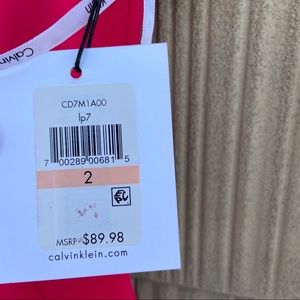 Calvin Klein
CD7M1A00
lp7
7 00289 00681 5
2
MSRP $89.98
calvinklein.com